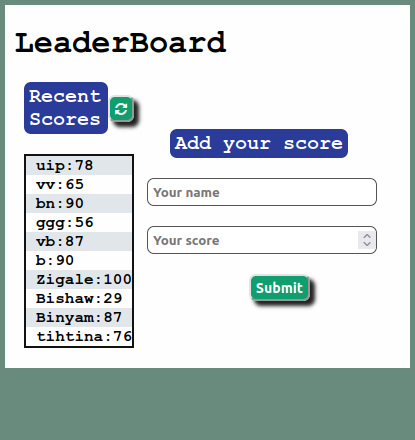 LeaderBoard
Recent
Scores
uip:78
vv:65
bn:90
ggg:56
vb:87
b:90
Zigale:100
Bishaw:29
Binyam:87
tihtina:76
Add your score
Your name
Your score
Submit